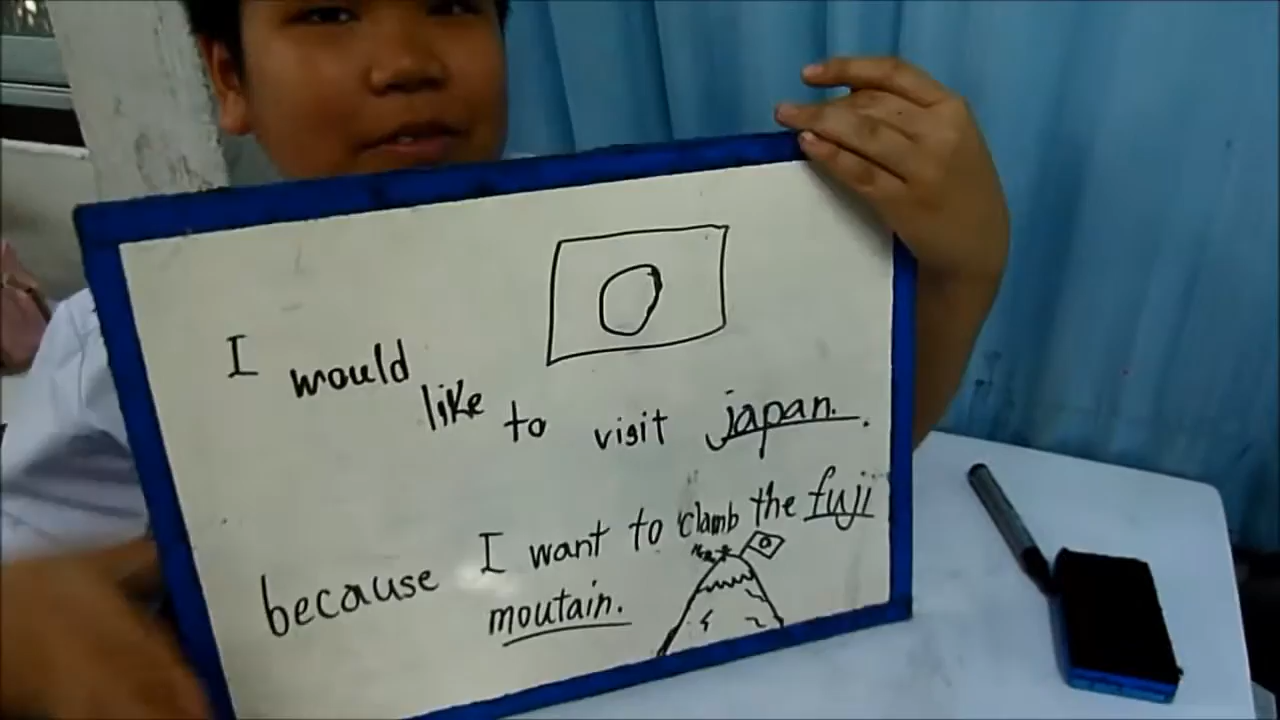 I would like to visit japan..
because I want to clamb the fuji
moutain.